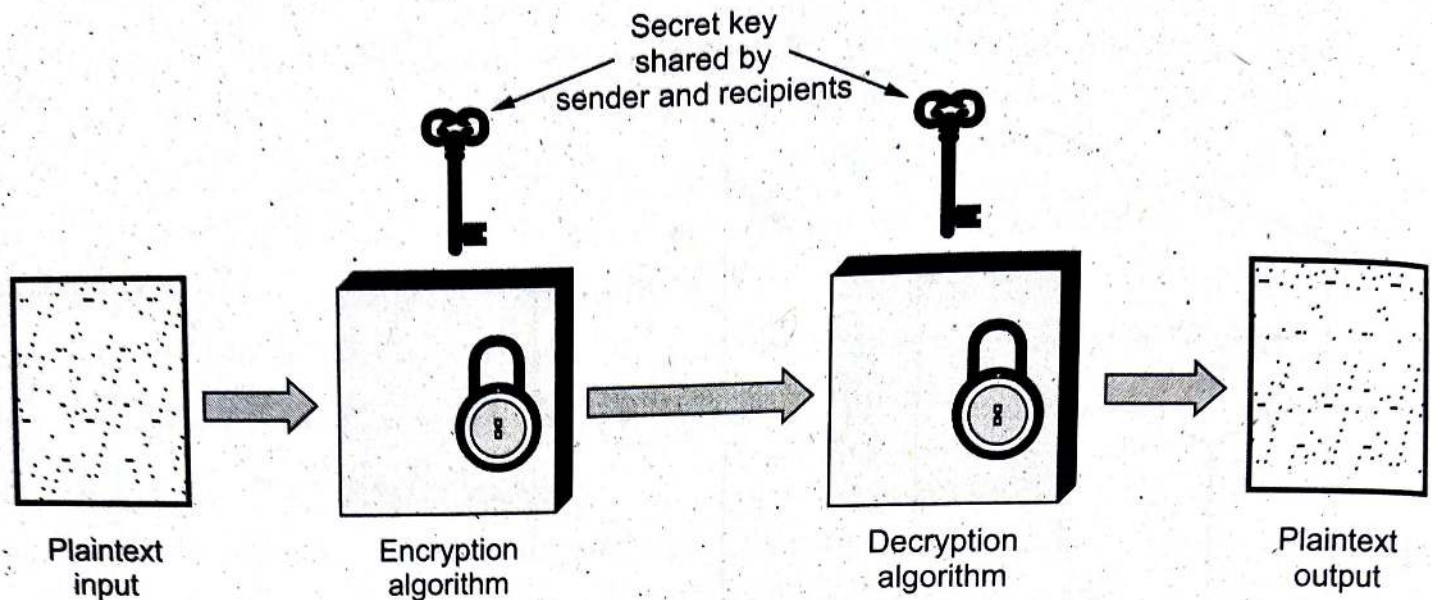 Secret key
shared by
sender and recipients
Plaintext
input
Encryption
algorithm
Decryption
algorithm
Plaintext
output